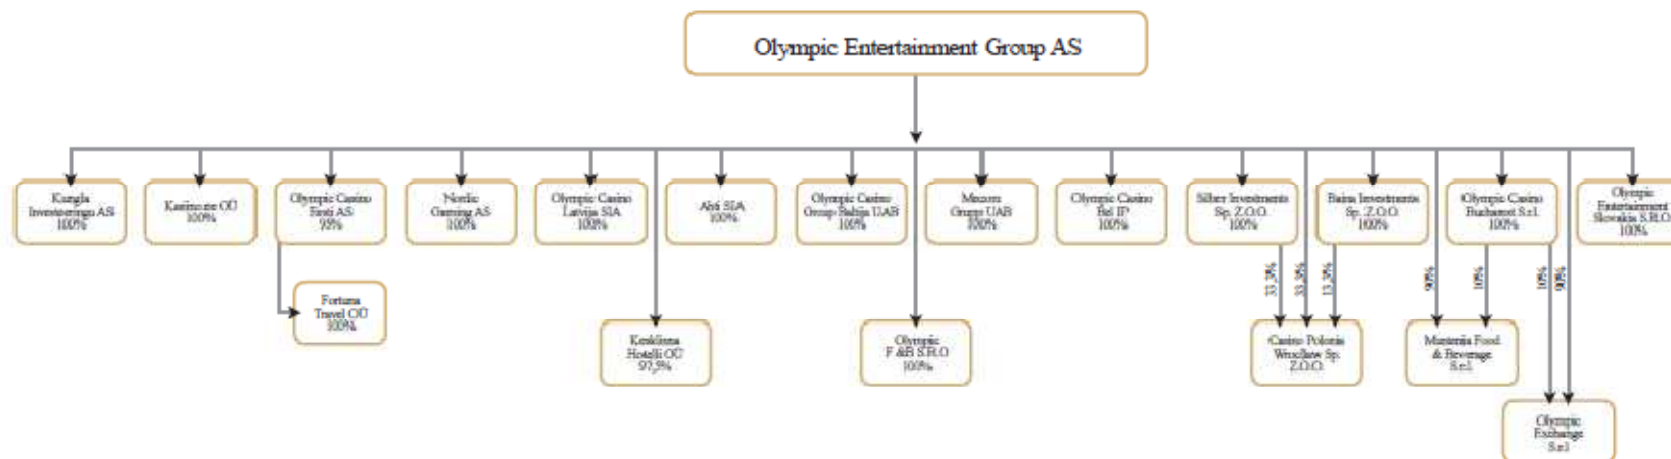 Olympic Entertainment Group AS
Kungla
Investeeringu AS
100%
Kasiino.ee OÜ
100%
Olympic Casino
Eesti AS
95%
Nordic
Gaming AS
100%
Olympic Casino
Latvija SIA
100%
Ahti SIA
100%
Olympic Casino
Group Baltija UAB
100%
Mecom
Grupp UAB
100%
Olympic Casino
Bel IP
100%
Silber Investments
Sp. Z.O.O.
100%
Baina Investments
Sp. Z.O.O.
100%
Olympic Casino
Bucharest S.r.l.
100%
Olympic
Entertainment
Slovakia S.R.O.
100%
33,3%
33,3%
13,3%
90%
10%
10%
90%
Fortuna
Travel OÜ
100%
Kesklinna
Hotelli OÜ
97,5%
Olympic
F &B S.R.O
100%
Casino Polonia
Wroclaw Sp.
Z.O.O.
Muntenia Food
& Beverage
S.r.l.
Olympic
Exchange
S.r.l